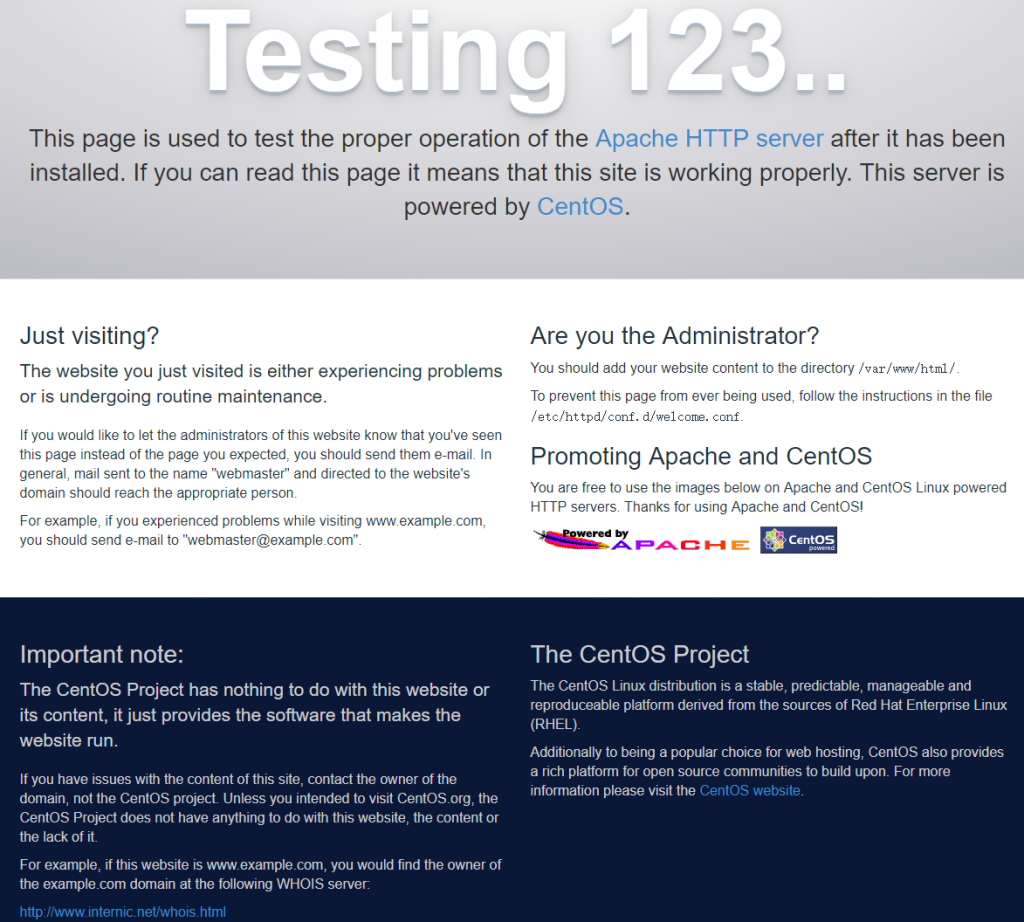 Testing 123..
This page is used to test the proper operation of the Apache HTTP server after it has been
installed. If you can read this page it means that this site is working properly. This server is
powered by CentOS.
Just visiting?
The website you just visited is either experiencing problems
or is undergoing routine maintenance.
If you would like to let the administrators of this website know that you've seen
this page instead of the page you expected, you should send them e-mail. In
general, mail sent to the name "webmaster" and directed to the website's
domain should reach the appropriate person.
For example, if you experienced problems while visiting www.example.com,
you should send e-mail to "webmaster@example.com".
Are you the Administrator?
You should add your website content to the directory /var/www/html/.
To prevent this page from ever being used, follow the instructions in the file
/etc/httpd/conf.d/welcome.conf.
Promoting Apache and CentOS
You are free to use the images below on Apache and CentOS Linux powered
HTTP servers. Thanks for using Apache and CentOS!
Powered by
APACHE
CentOS
powered
Important note:
The CentOS Project has nothing to do with this website or
its content, it just provides the software that makes the
website run.
If you have issues with the content of this site, contact the owner of the
domain, not the CentOS project. Unless you intended to visit CentOS.org, the
CentOS Project does not have anything to do with this website, the content or
the lack of it.
For example, if this website is www.example.com, you would find the owner of
the example.com domain at the following WHOIS server:
http://www.internic.net/whois.html
The CentOS Project
The CentOS Linux distribution is a stable, predictable, manageable and
reproduceable platform derived from the sources of Red Hat Enterprise Linux
(RHEL).
Additionally to being a popular choice for web hosting, CentOS also provides
a rich platform for open source communities to build upon. For more
information please visit the CentOS website.